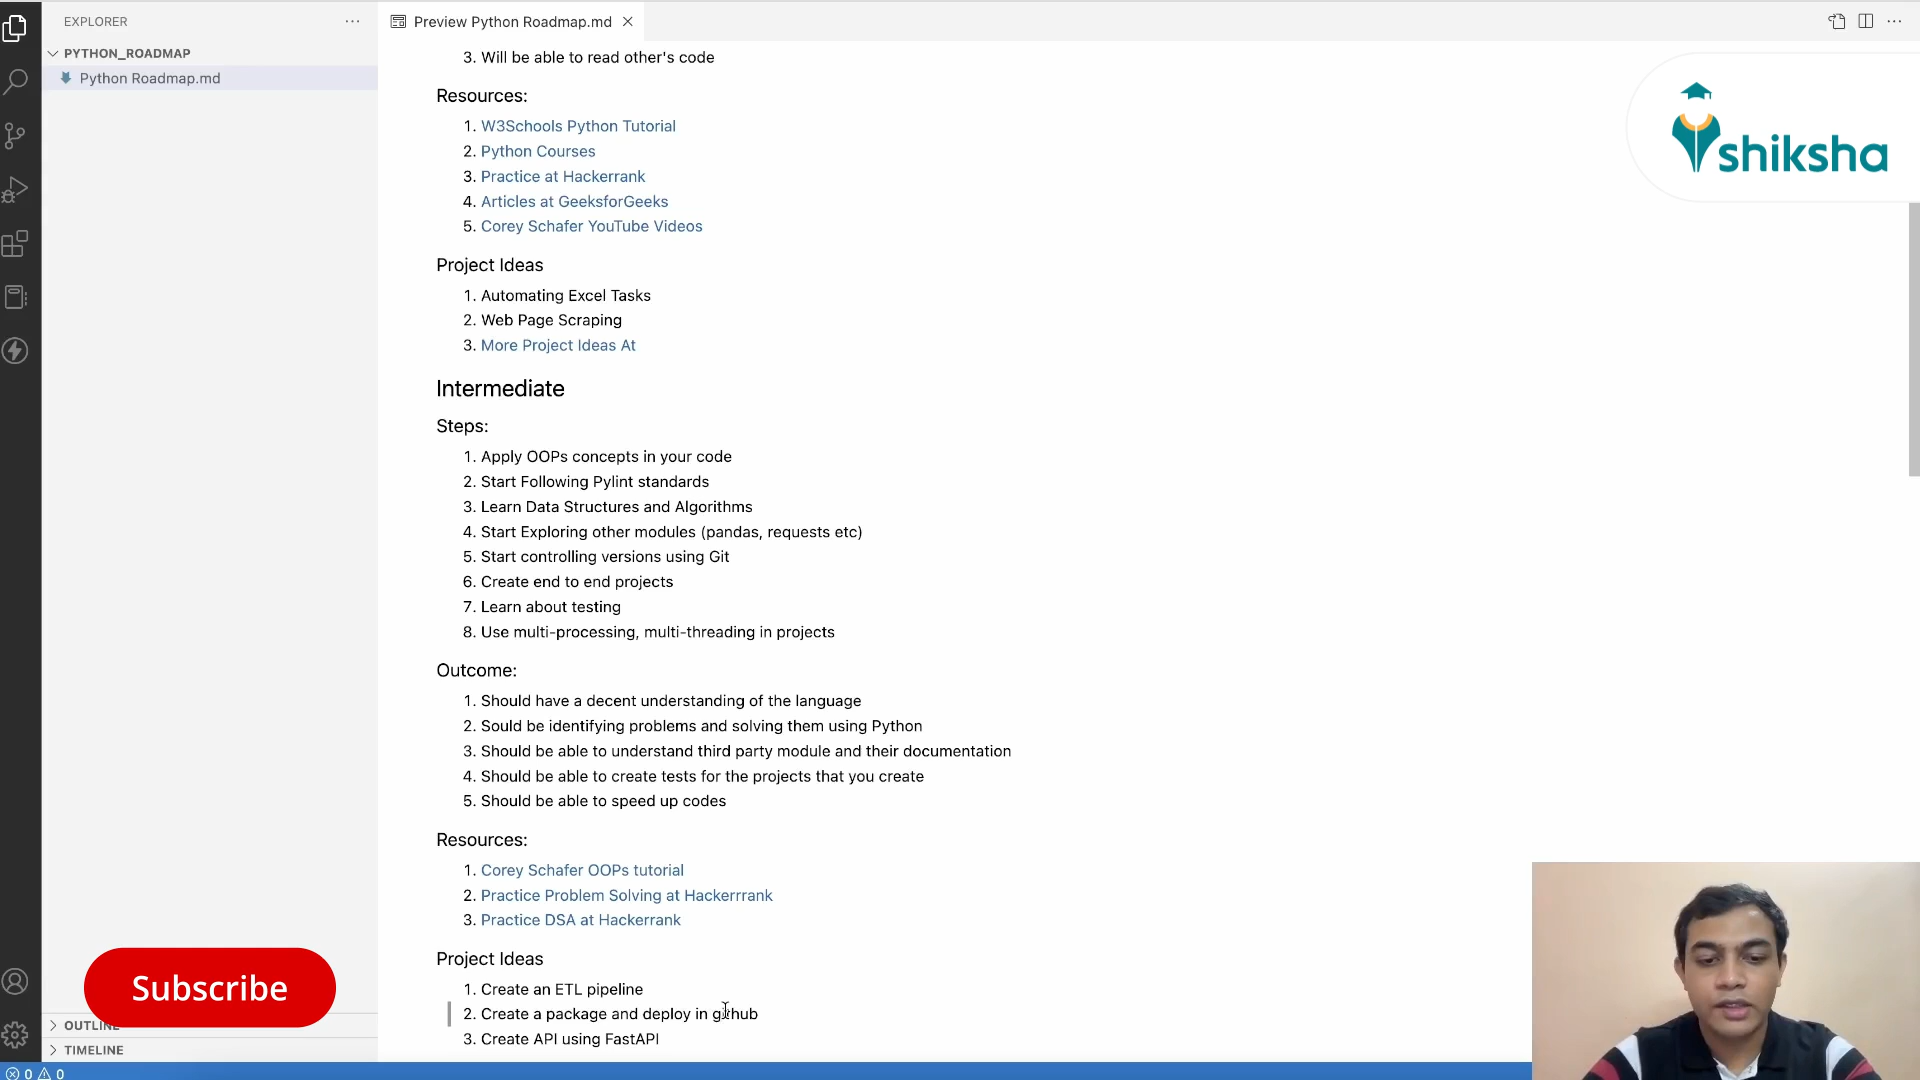 EXPLORER
Preview Python Roadmap.md
PYTHON_ROADMAP
Python Roadmap.md
3. Will be able to read other's code
Resources:
1. W3Schools Python Tutorial
2. Python Courses
3. Practice at Hackerrank
4. Articles at GeeksforGeeks
5. Corey Schafer YouTube Videos
Project Ideas
1. Automating Excel Tasks
2. Web Page Scraping
3. More Project Ideas At
Intermediate
Steps:
1. Apply OOPs concepts in your code
2. Start Following Pylint standards
3. Learn Data Structures and Algorithms
4. Start Exploring other modules (pandas, requests etc)
5. Start controlling versions using Git
6. Create end to end projects
7. Learn about testing
8. Use multi-processing, multi-threading in projects
Outcome:
1. Should have a decent understanding of the language
2. Sould be identifying problems and solving them using Python
3. Should be able to understand third party module and their documentation
4. Should be able to create tests for the projects that you create
5. Should be able to speed up codes
Resources:
1. Corey Schafer OOPs tutorial
2. Practice Problem Solving at Hackerrrank
3. Practice DSA at Hackerrank
Project Ideas
1. Create an ETL pipeline
2. Create a package and deploy in github
3. Create API using FastAPI
shiksha
Subscribe
OUTLINE
TIMELINE
0 0